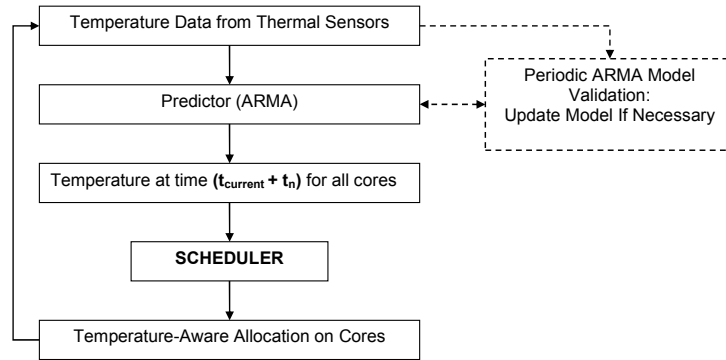 Temperature Data from Thermal Sensors
Periodic ARMA Model
Validation:
Update Model If Necessary
Predictor (ARMA)
Temperature at time (tcurrent + tn) for all cores
SCHEDULER
Temperature-Aware Allocation on Cores